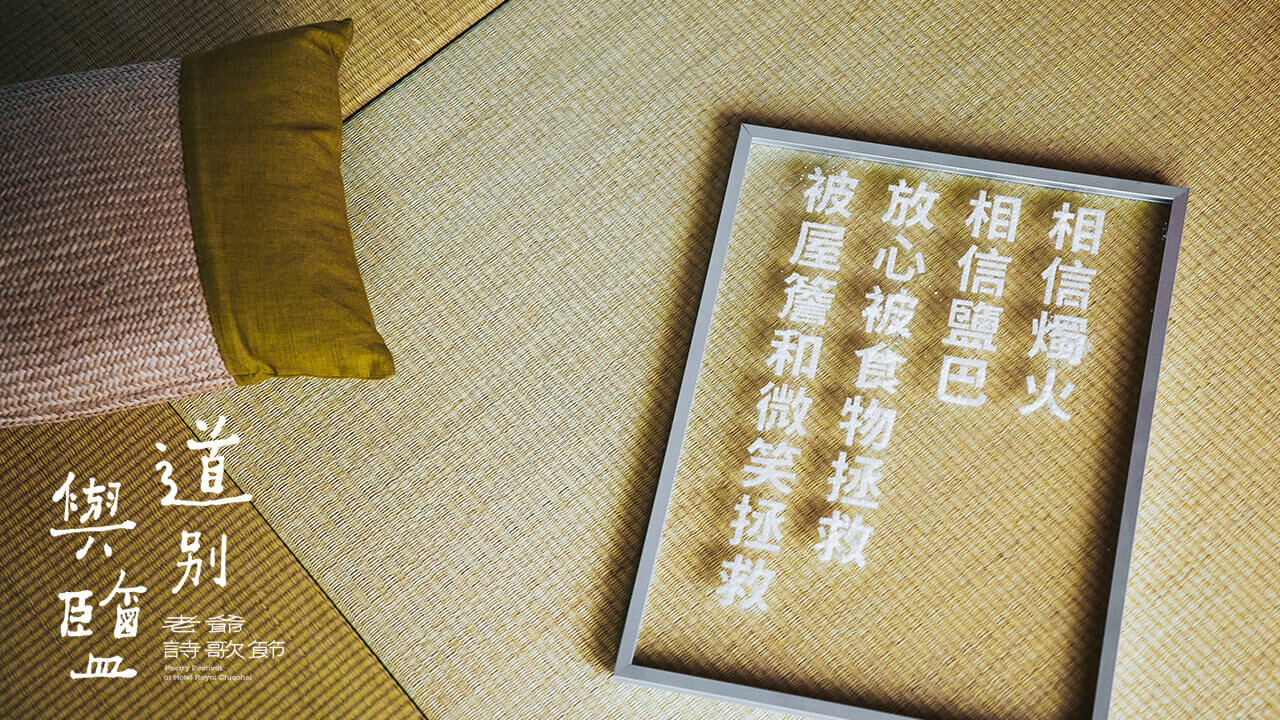 相信燭火
相信鹽巴
放心被食物拯救
被屋簷和微笑拯救
道別
與鹽
老爺
詩歌節
Poetry Festival
at Hotel Royal Chiaohsi